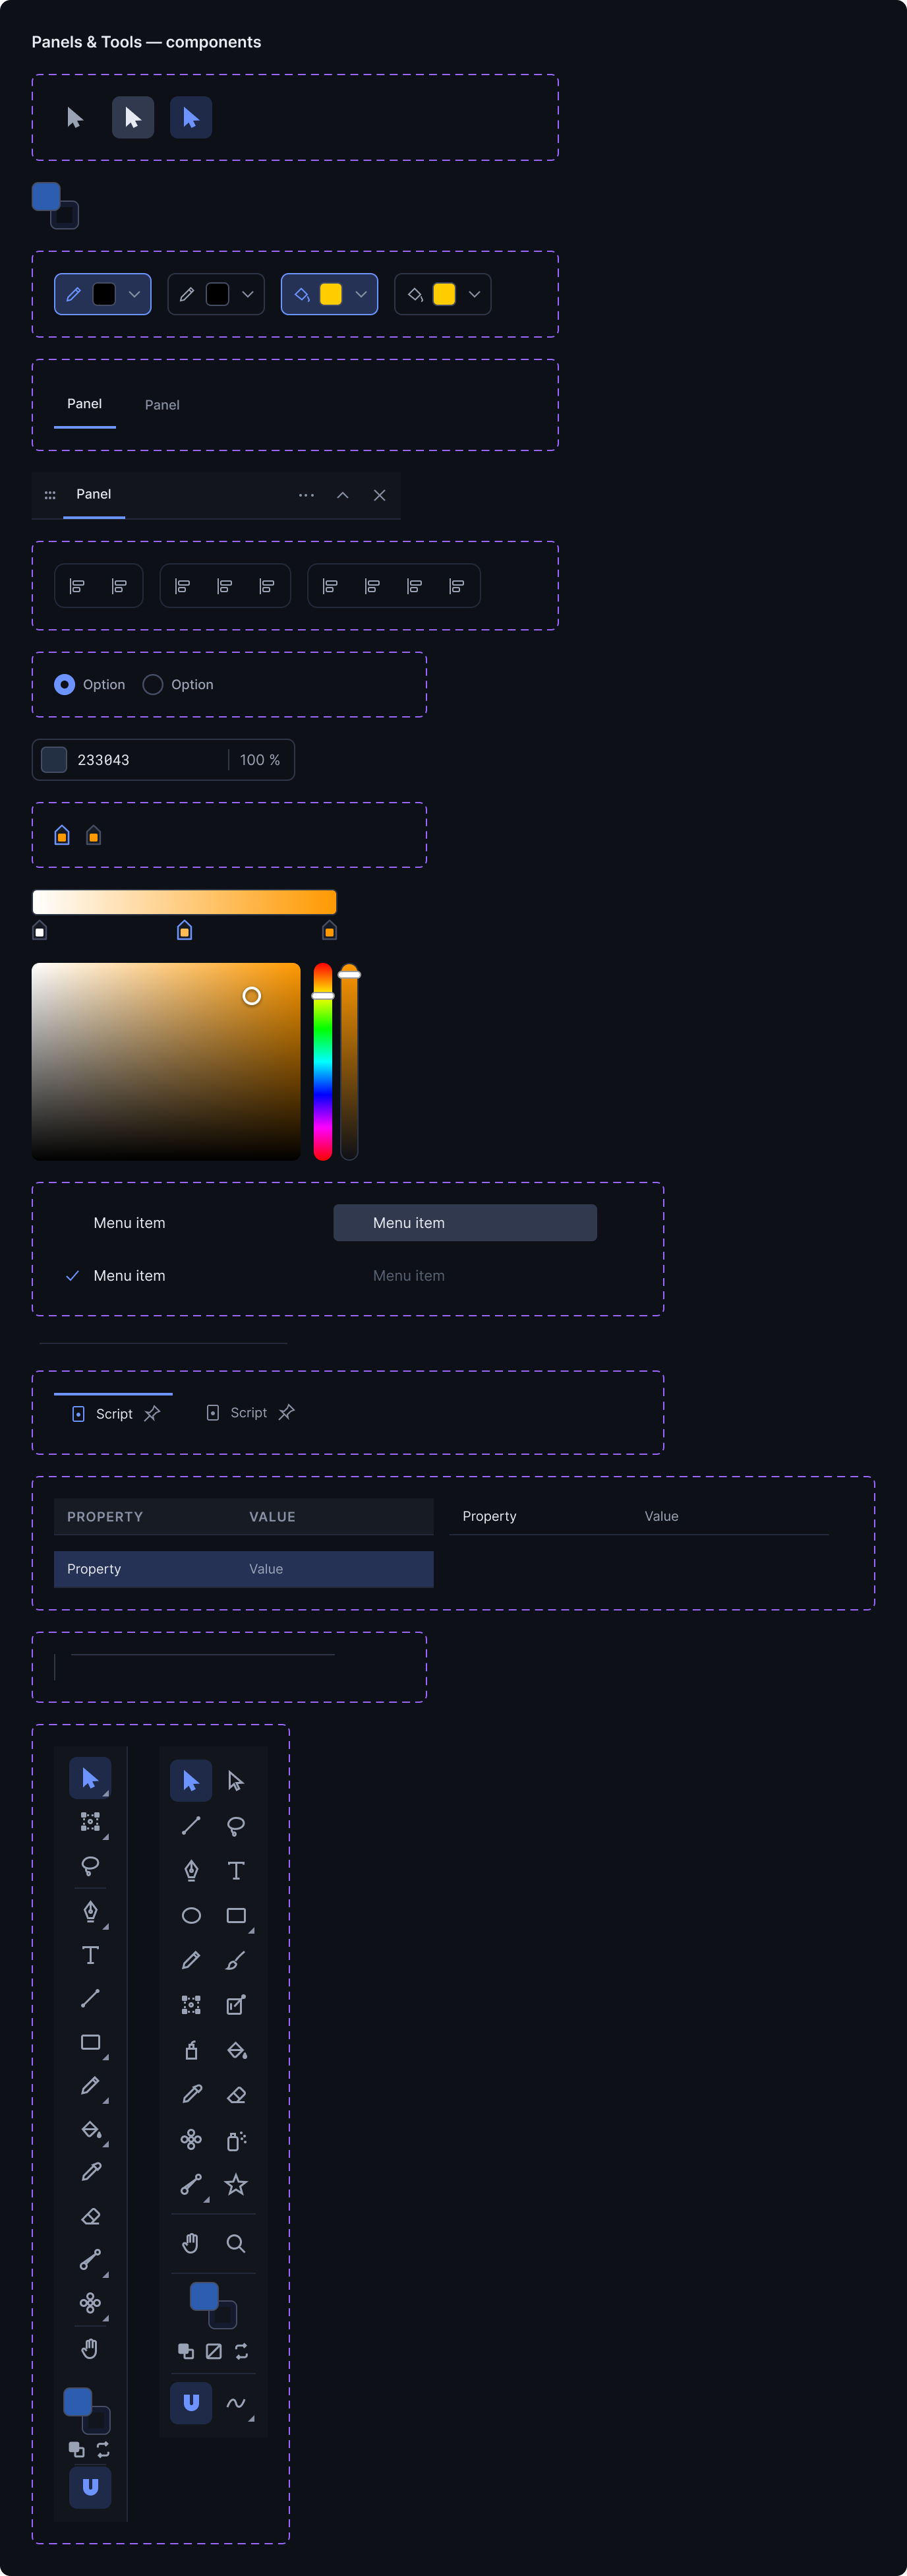 Panels & Tools — components
Panel Panel
Panel
Option Option
233043 100 %
Menu item Menu item
Menu item Menu item
Script Script
PROPERTY VALUE Property Value
Property Value